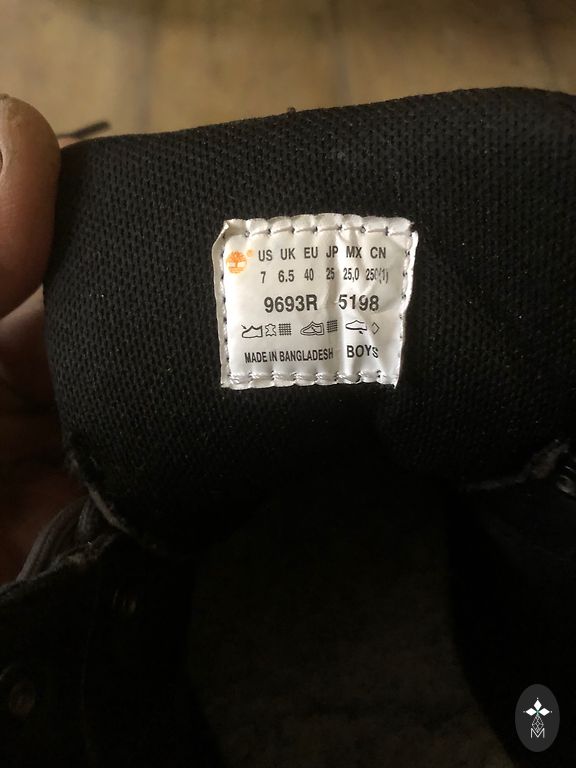 US UK EU JP MX CN
7 6.5 40 25 25,0 250(1)
9693R 5198
MADE IN BANGLADESH BOYS
M